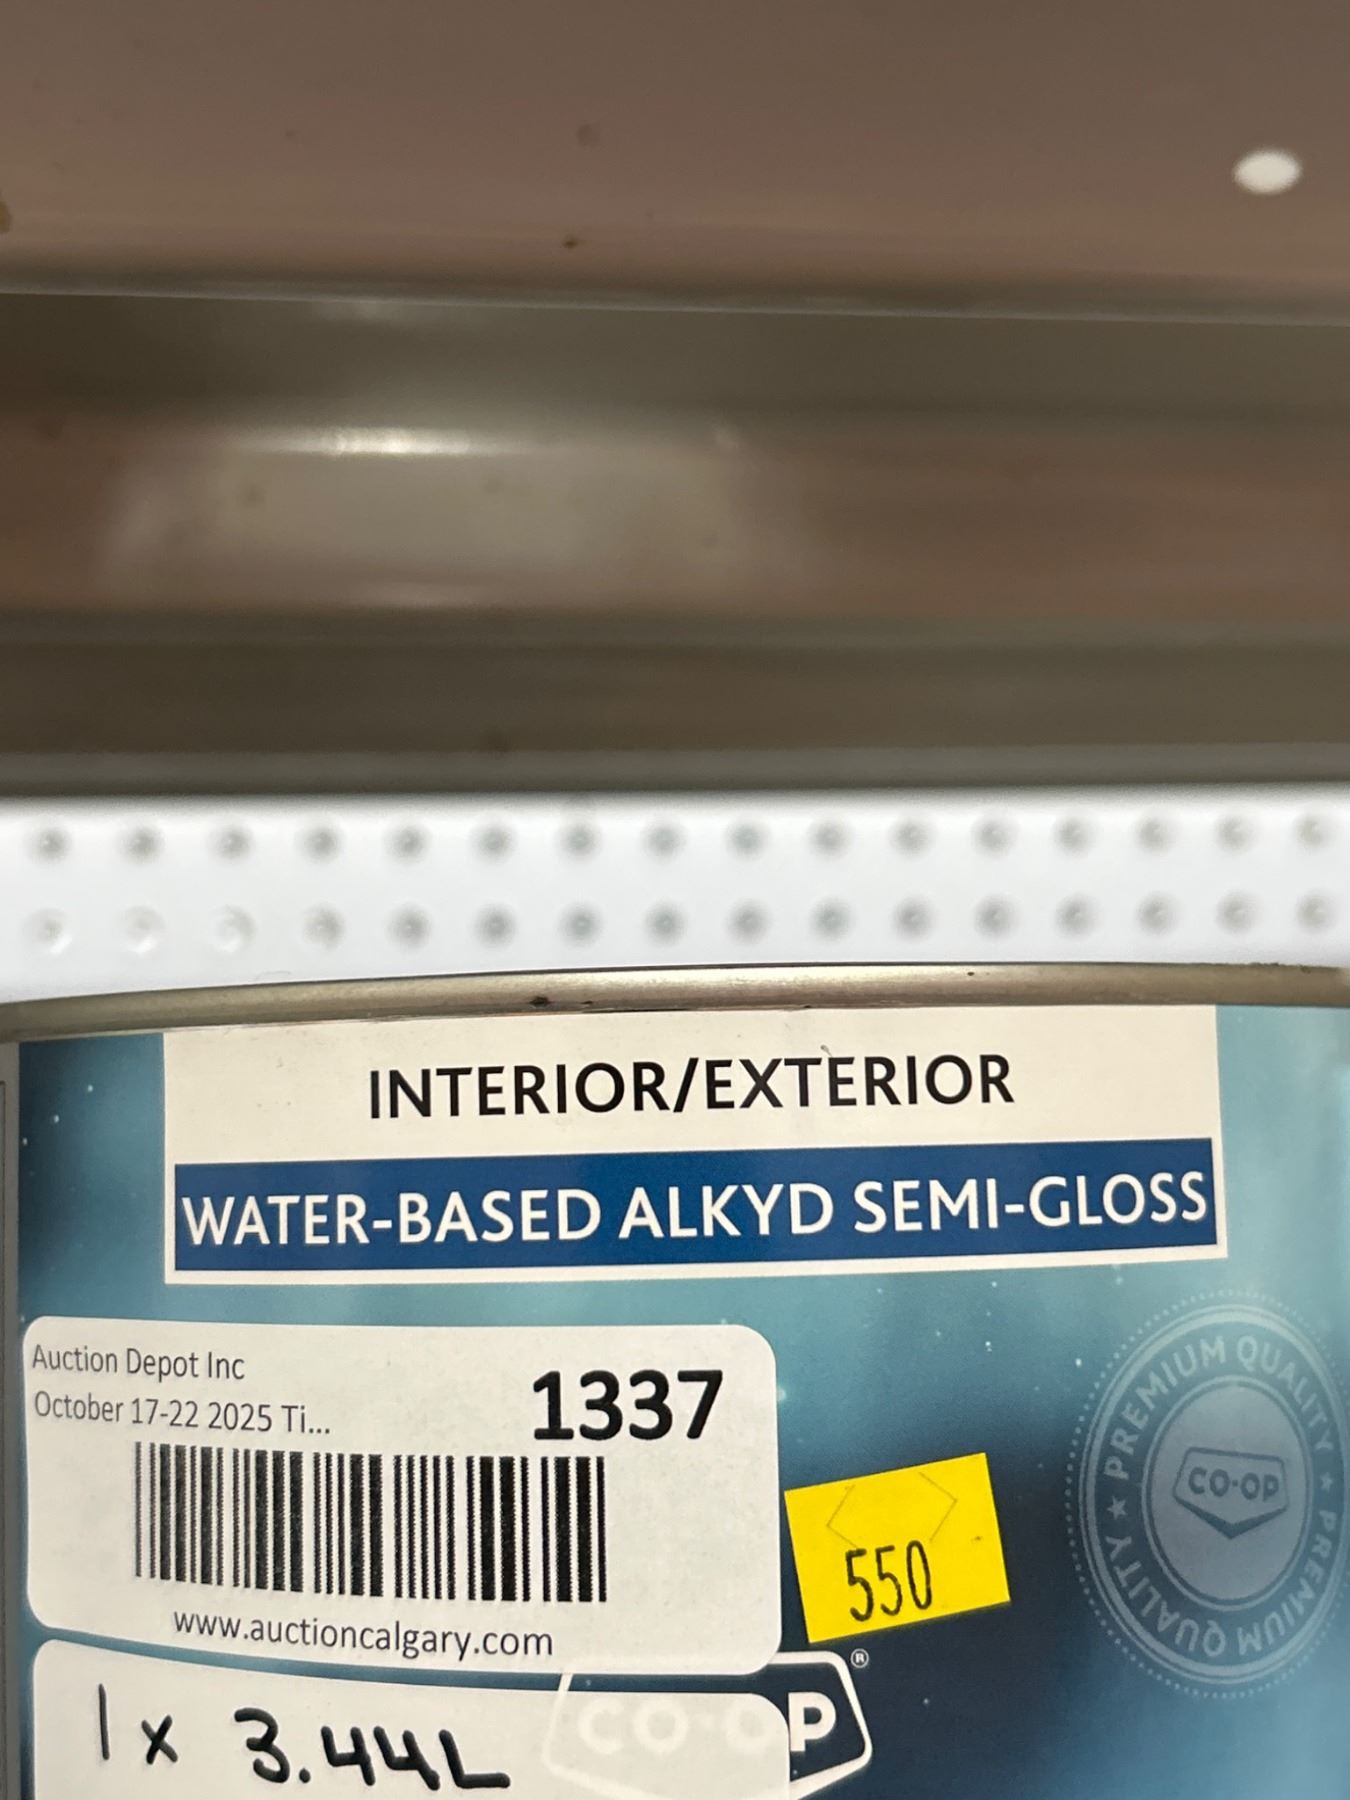 INTERIOR/EXTERIOR
WATER-BASED ALKYD SEMI-GLOSS
Auction Depot Inc
1337
October 17-22 2025 Ti...
www.auctioncalgary.com
550
PREMIUM QUALITY ★ PREMIUM QUALITY ★
CO-OP
CO-OP®
1 x 3.44L